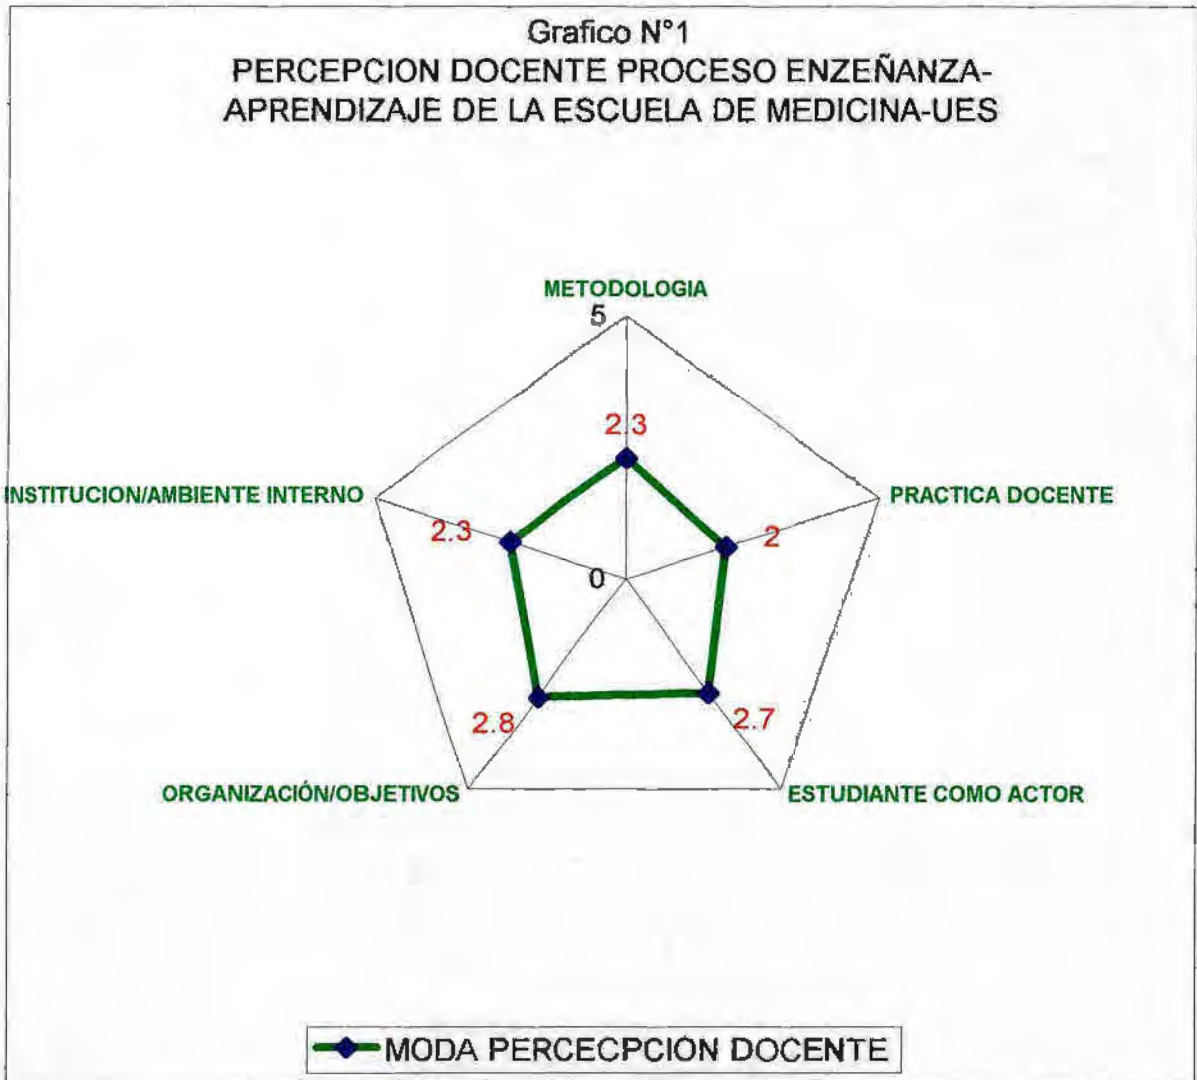 Grafico N°1
PERCEPCION DOCENTE PROCESO ENZEÑANZA-
APRENDIZAJE DE LA ESCUELA DE MEDICINA-UES
METODOLOGIA
5
2.3
INSTITUCION/AMBIENTE INTERNO
PRACTICA DOCENTE
2.3
2
0
2.8
2.7
ORGANIZACIÓN/OBJETIVOS
ESTUDIANTE COMO ACTOR
MODA PERCECPCIÓN DOCENTE